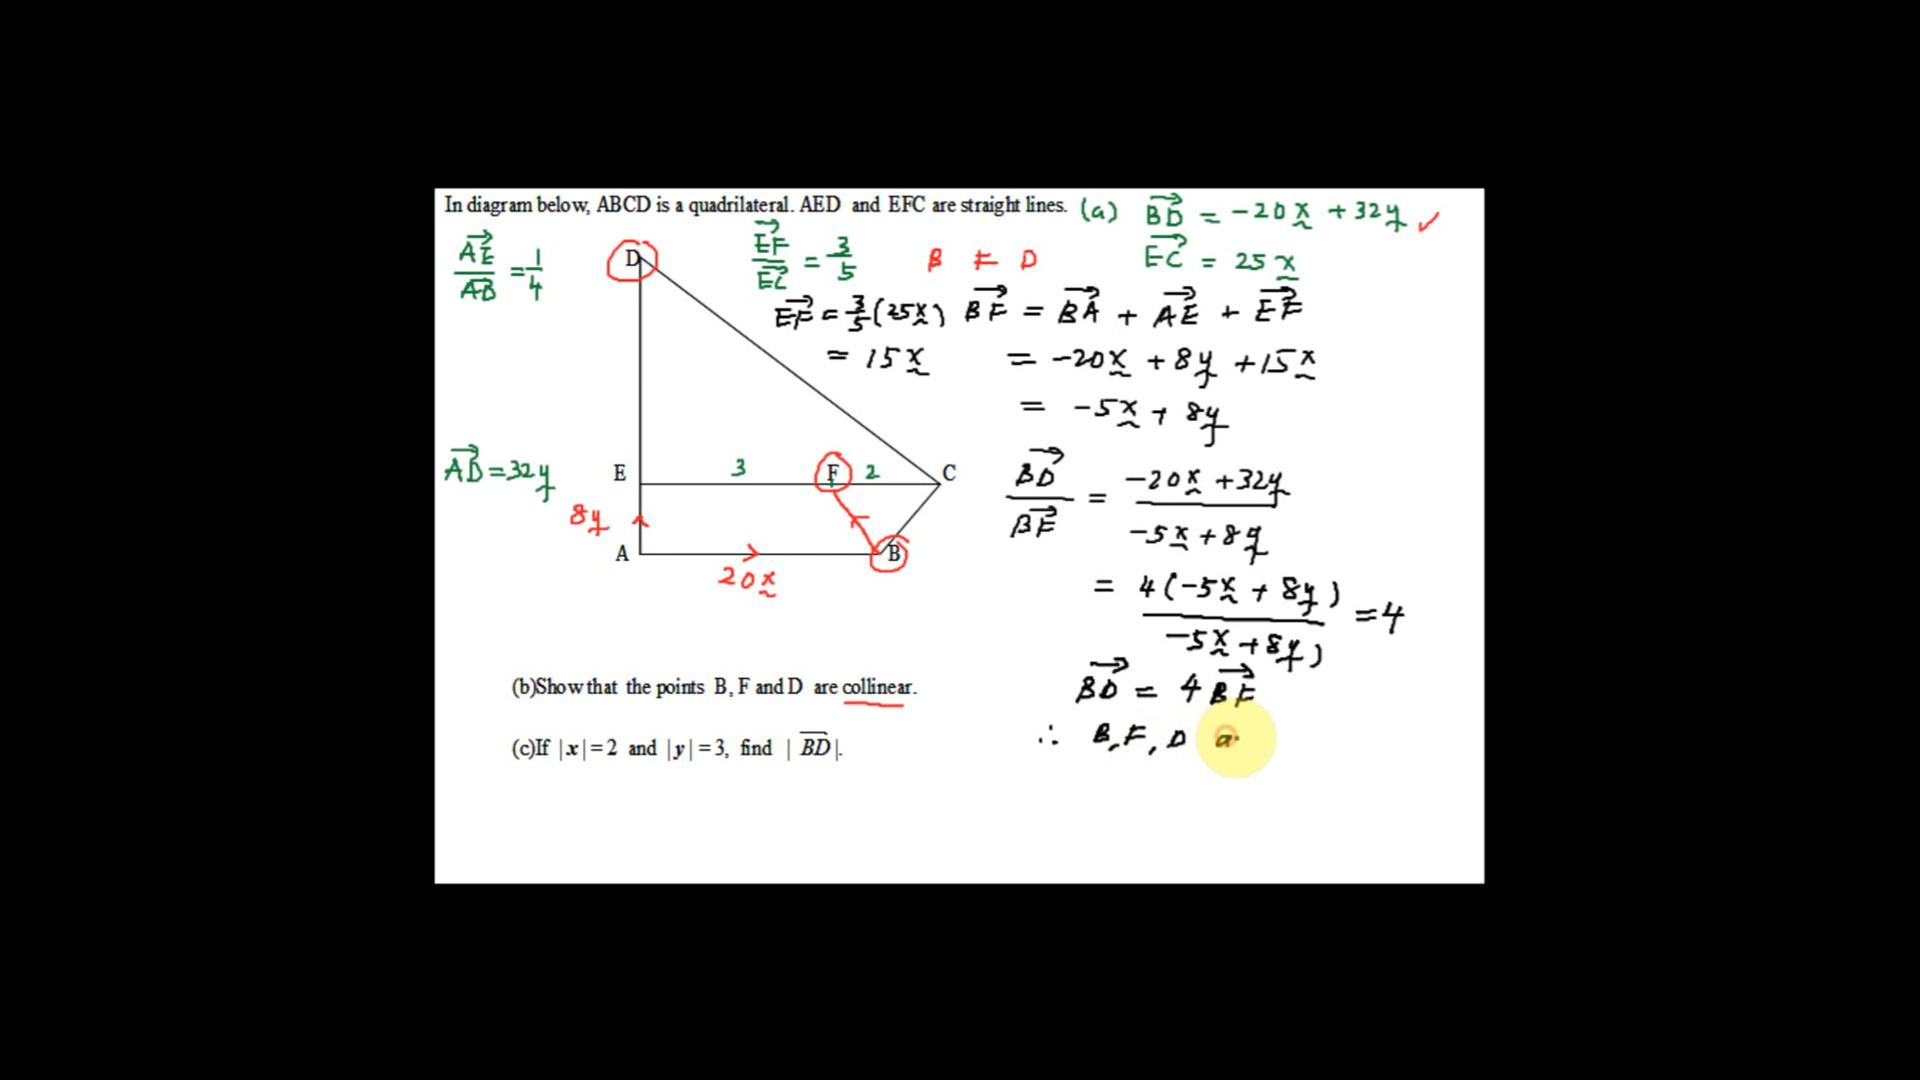 In diagram below, ABCD is a quadrilateral. AED and EFC are straight lines.
(a) BD = -20x + 32y ✓
EC = 25x
AE/AB = 1/4
EF/EC = 3/5
B F D
EF = 3/5 (25x)
= 15x
BF = BA + AE + EF
= -20x + 8y + 15x
= -5x + 8y
D
AD = 32y
E 3 F 2 C
8y
A B
20x
BD/BF = (-20x + 32y)/(-5x + 8y)
= 4(-5x + 8y)/-5x + 8y) = 4
BD = 4BF
∴ B, F, D a
(b)Show that the points B, F and D are collinear.
(c)If |x| = 2 and |y| = 3, find | BD |.